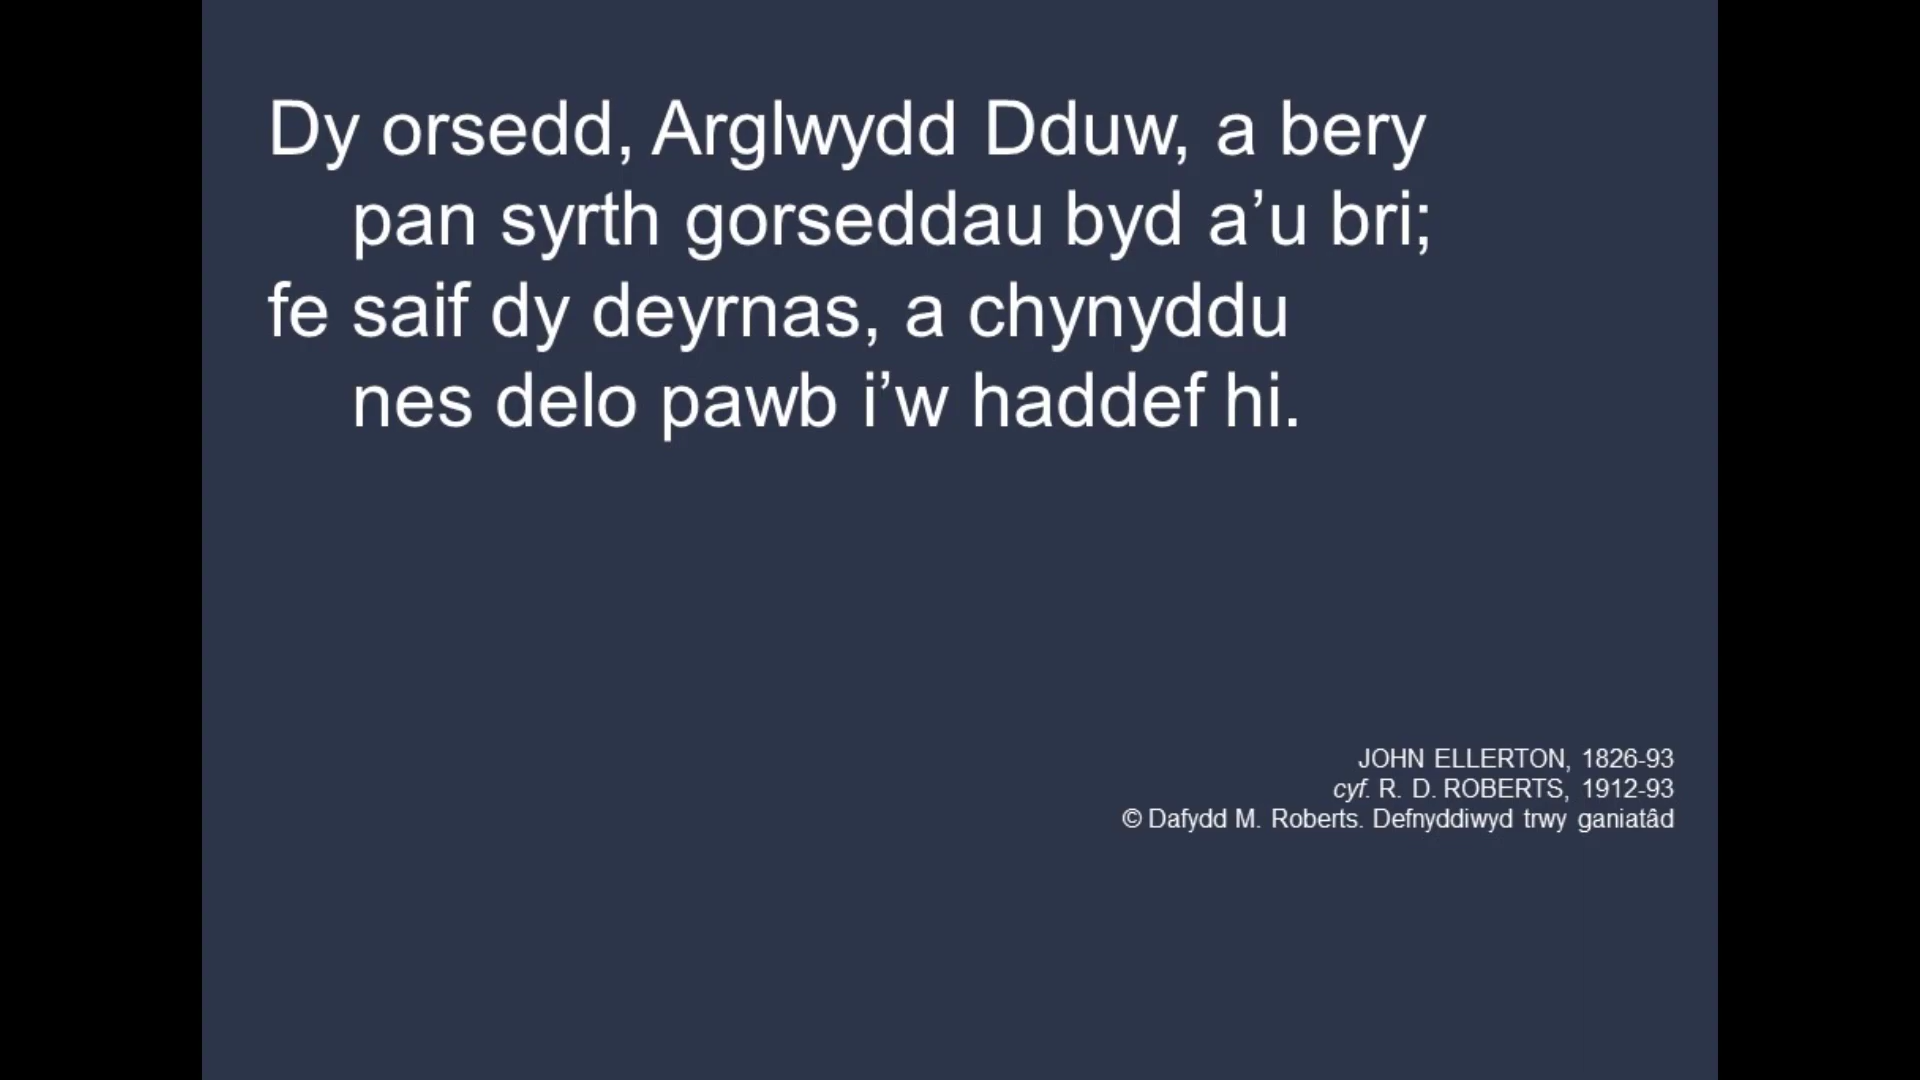 Dy orsedd, Arglwydd Dduw, a bery
pan syrth gorseddau byd a’u bri;
fe saif dy deyrnas, a chynyddu
nes delo pawb i’w haddef hi.
JOHN ELLERTON, 1826-93
cyf. R. D. ROBERTS, 1912-93
© Dafydd M. Roberts. Defnyddiwyd trwy ganiatâd